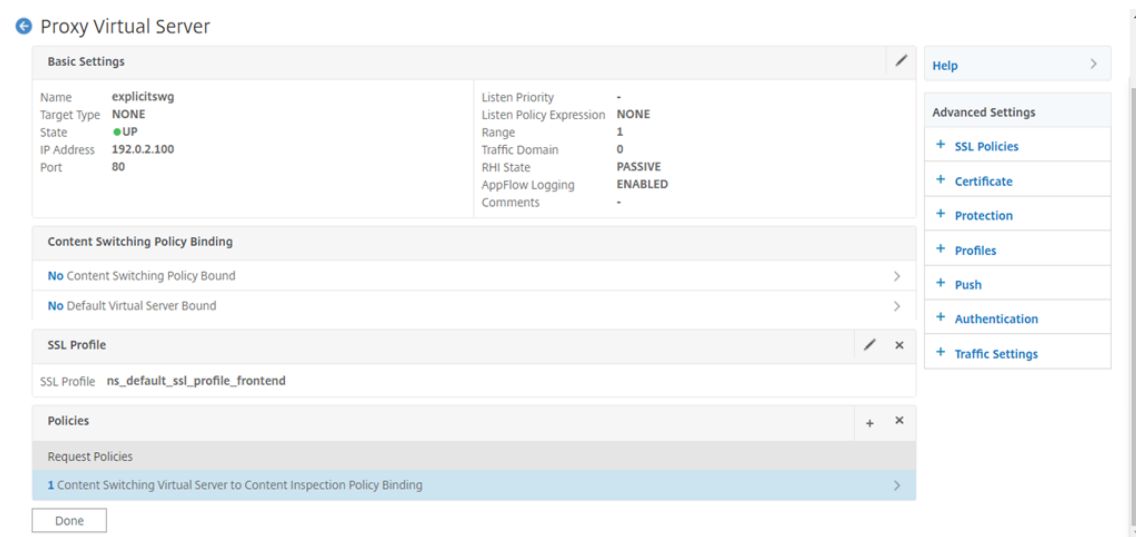 Proxy Virtual Server
Basic Settings
Name explicitswg
Target Type NONE
State UP
IP Address 192.0.2.100
Port 80
Listen Priority -
Listen Policy Expression NONE
Range 1
Traffic Domain 0
RHI State PASSIVE
AppFlow Logging ENABLED
Comments -
Content Switching Policy Binding
No Content Switching Policy Bound
No Default Virtual Server Bound
SSL Profile
SSL Profile ns_default_ssl_profile_frontend
Policies
Request Policies
1 Content Switching Virtual Server to Content Inspection Policy Binding
Done
Help
Advanced Settings
+ SSL Policies
+ Certificate
+ Protection
+ Profiles
+ Push
+ Authentication
+ Traffic Settings